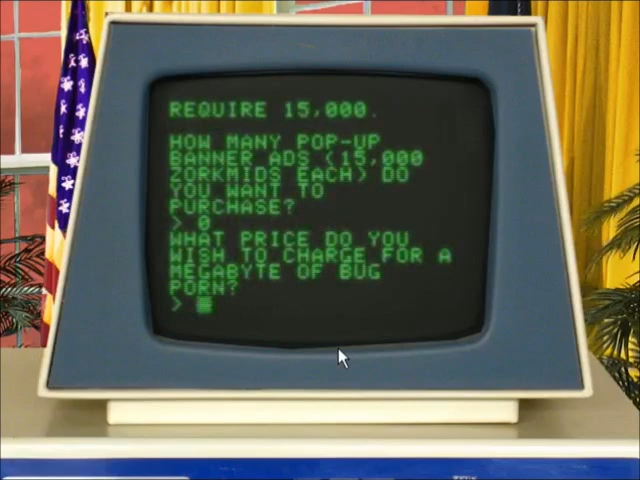 REQUIRE 15,000.
HOW MANY POP-UP
BANNER ADS (15,000
ZORKMIDS EACH) DO
YOU WANT TO
PURCHASE?
> 0
WHAT PRICE DO YOU
WISH TO CHARGE FOR A
MEGABYTE OF BUG
PORN?
>